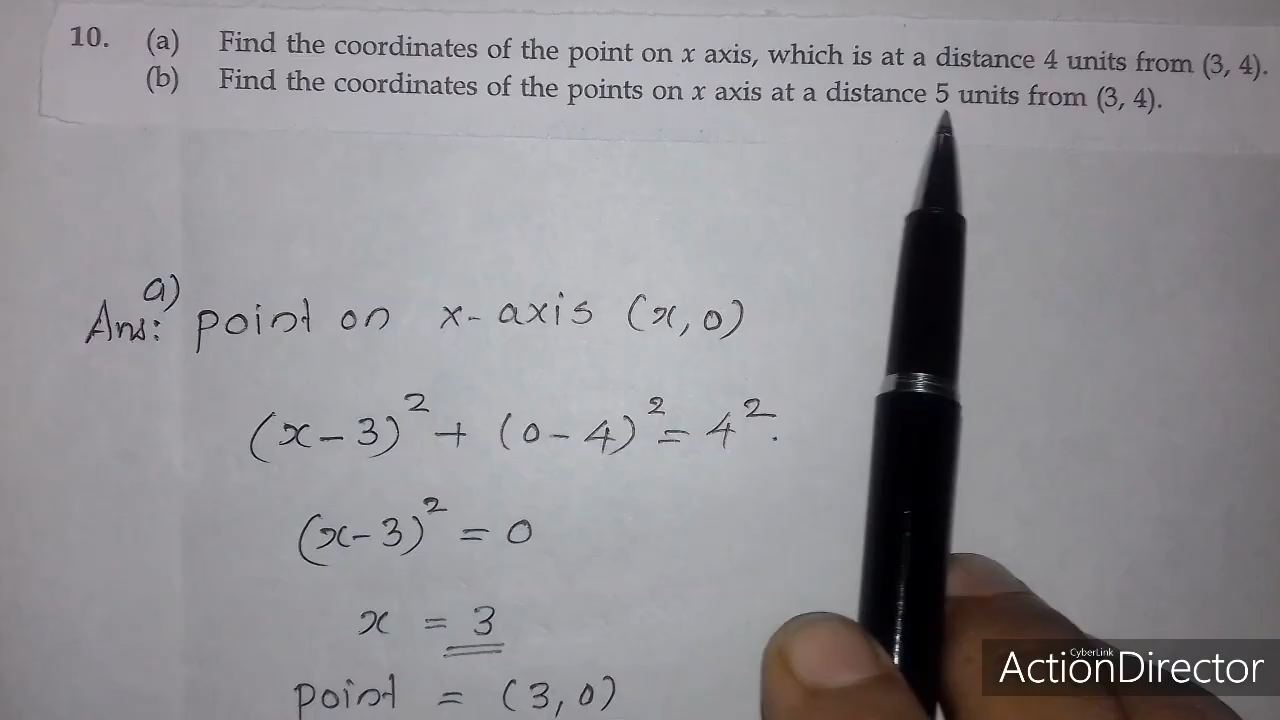 10. (a) Find the coordinates of the point on x axis, which is at a distance 4 units from (3, 4).
(b) Find the coordinates of the points on x axis at a distance 5 units from (3, 4).
a)
Ans: point on x-axis (x, 0)
(x-3)² + (0-4)² = 4².
(x-3)² = 0
x = 3
point = (3, 0)
CyberLink
ActionDirector